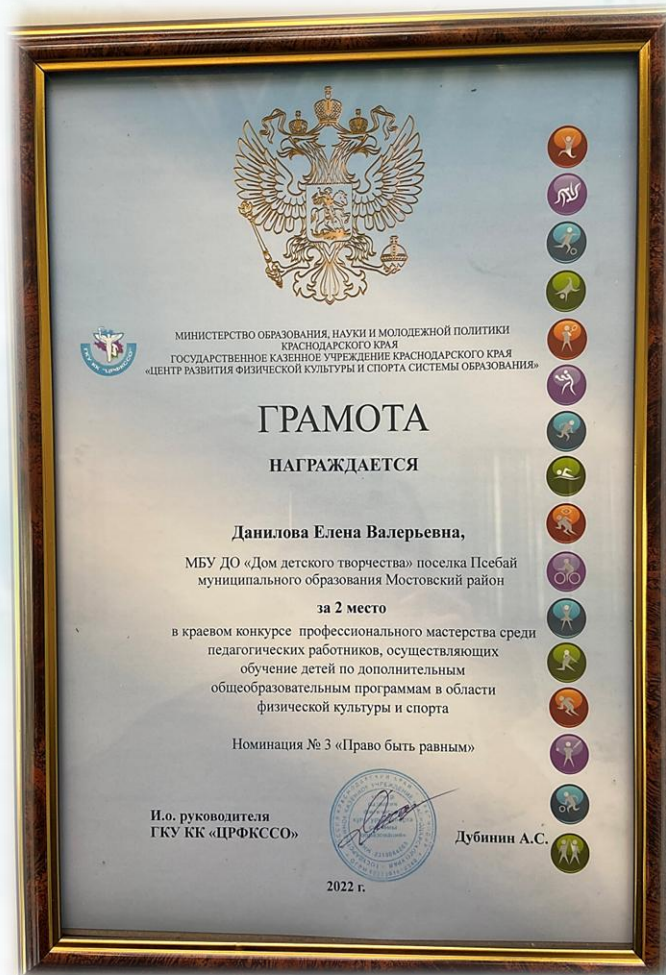 МИНИСТЕРСТВО ОБРАЗОВАНИЯ, НАУКИ И МОЛОДЕЖНОЙ ПОЛИТИКИ
КРАСНОДАРСКОГО КРАЯ
ГОСУДАРСТВЕННОЕ КАЗЕННОЕ УЧРЕЖДЕНИЕ КРАСНОДАРСКОГО КРАЯ
«ЦЕНТР РАЗВИТИЯ ФИЗИЧЕСКОЙ КУЛЬТУРЫ И СПОРТА СИСТЕМЫ ОБРАЗОВАНИЯ»
ГКУ КК "ЦРФКССО"
ГРАМОТА
НАГРАЖДАЕТСЯ
Данилова Елена Валерьевна,
МБУ ДО «Дом детского творчества» поселка Псебай
муниципального образования Мостовский район
за 2 место
в краевом конкурсе профессионального мастерства среди
педагогических работников, осуществляющих
обучение детей по дополнительным
общеобразовательным программам в области
физической культуры и спорта
Номинация № 3 «Право быть равным»
И.о. руководителя
ГКУ КК «ЦРФКССО»
Дубинин А.С.
2022 г.